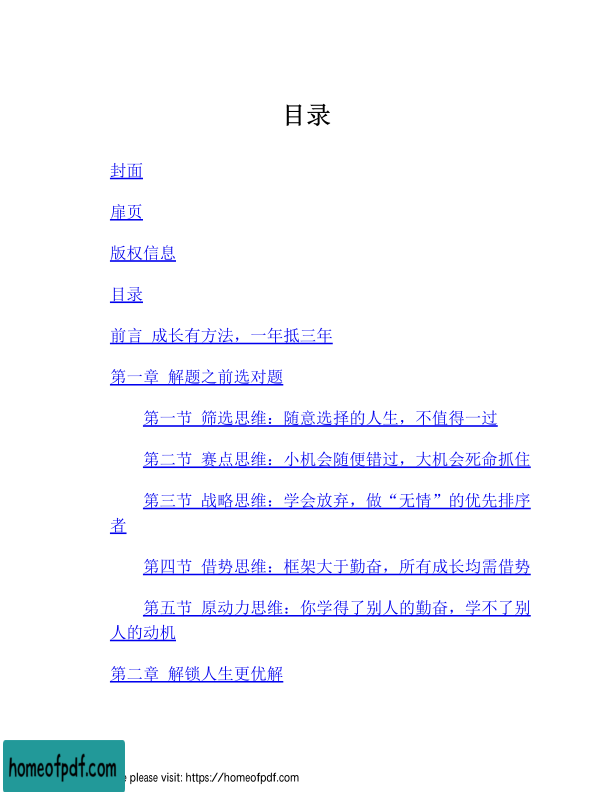 目录
封面
扉页
版权信息
目录
前言 成长有方法，一年抵三年
第一章 解题之前选对题
第一节 筛选思维：随意选择的人生，不值得一过
第二节 赛点思维：小机会随便错过，大机会死命抓住
第三节 战略思维：学会放弃，做“无情”的优先排序
者
第四节 借势思维：框架大于勤奋，所有成长均需借势
第五节 原动力思维：你学得了别人的勤奋，学不了别
人的动机
第二章 解锁人生更优解
homeofpdf.com
please visit: https://homeofpdf.com